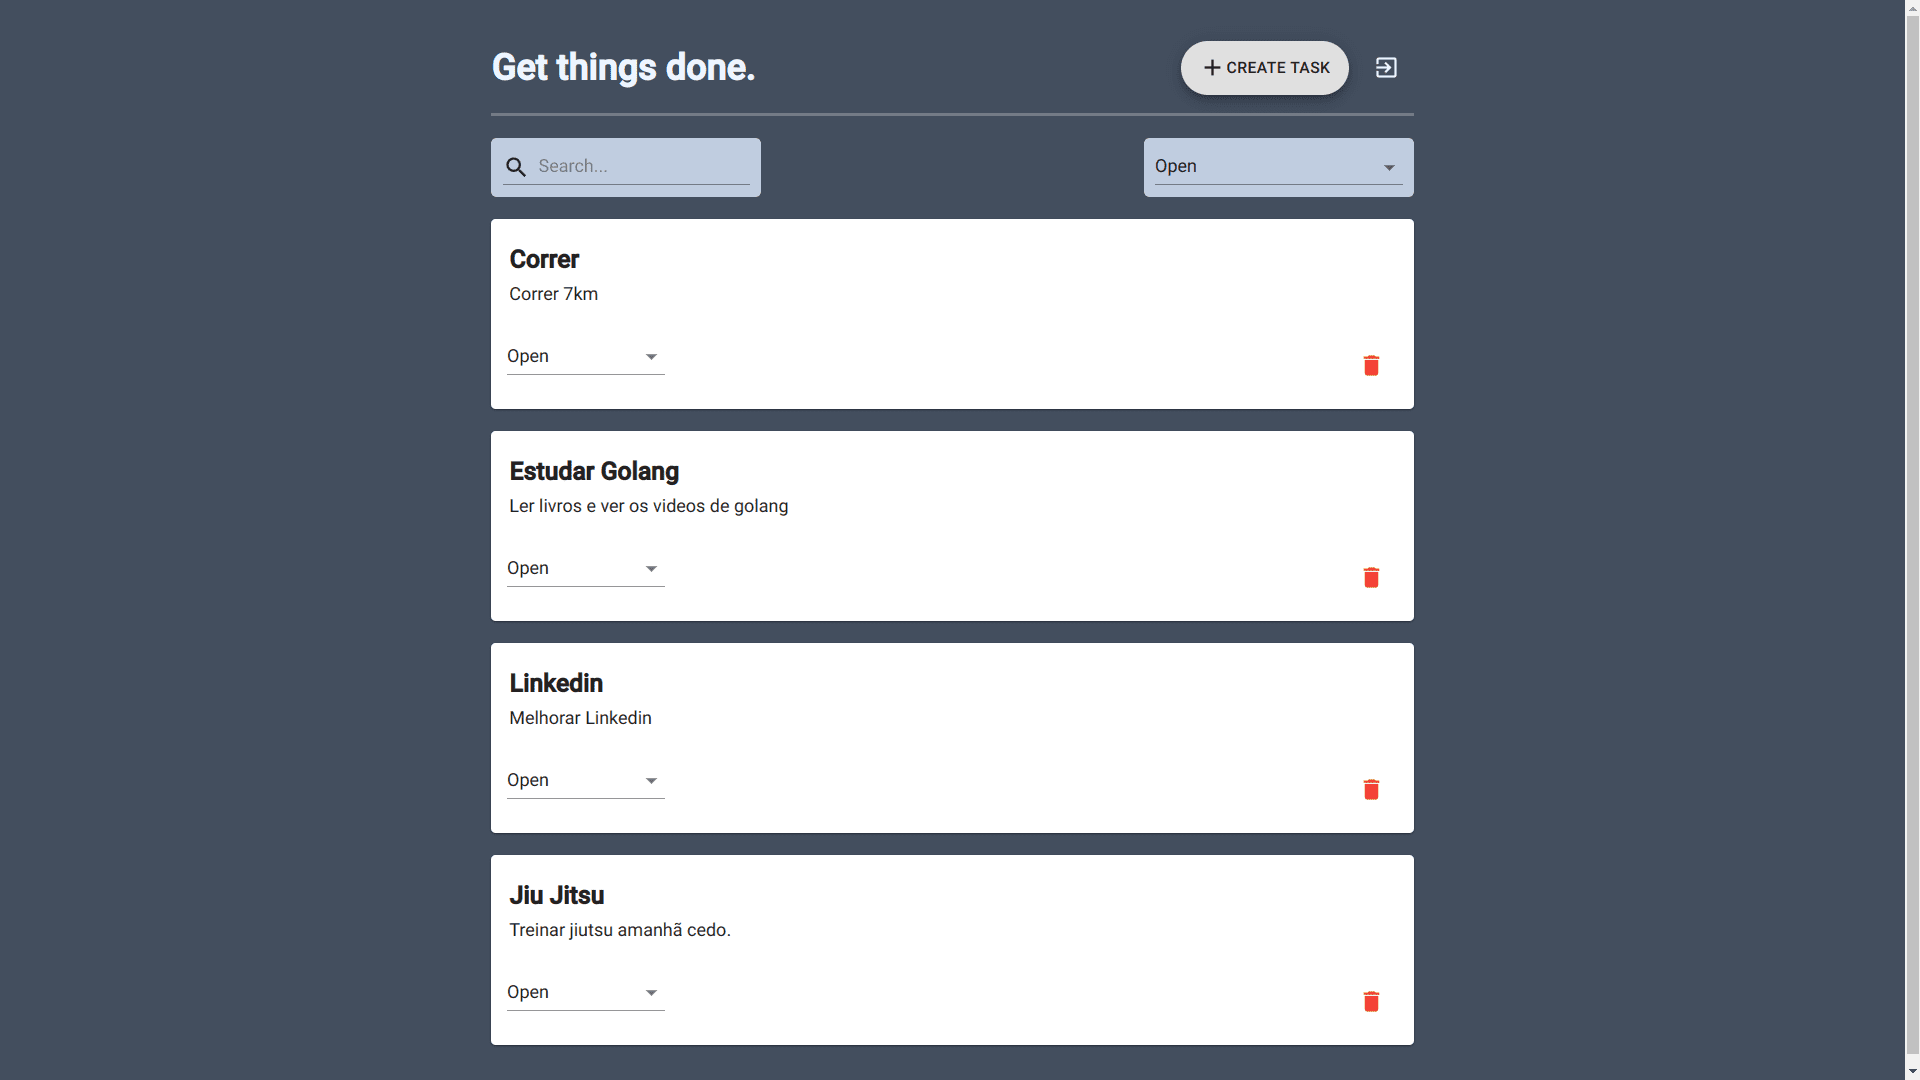 Get things done.
CREATE TASK
Search...
Open
Correr
Correr 7km
Open
Estudar Golang
Ler livros e ver os videos de golang
Open
Linkedin
Melhorar Linkedin
Open
Jiu Jitsu
Treinar jiutsu amanhã cedo.
Open